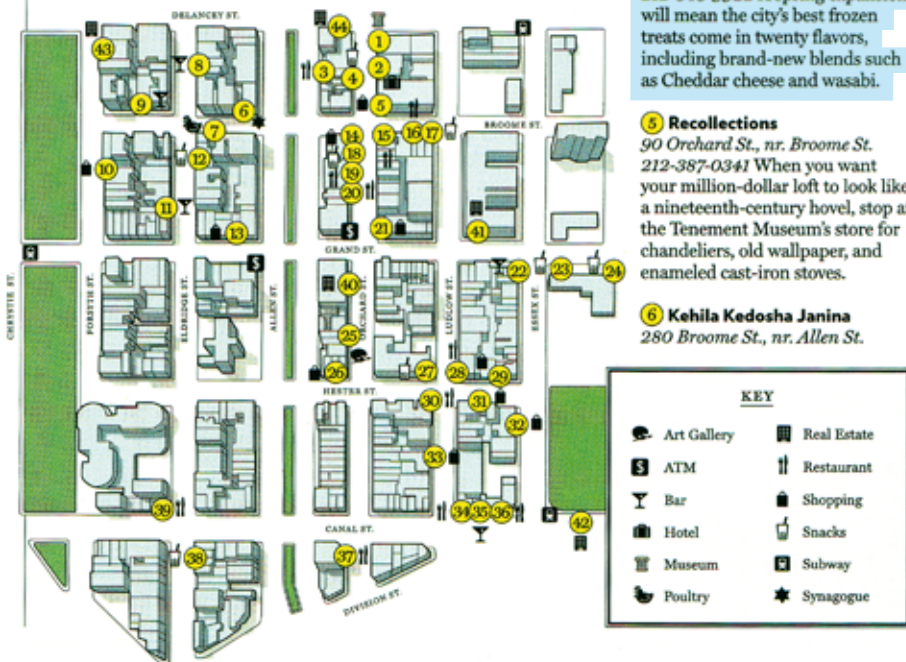 DELANCEY ST.
43
44
1
8
3
4
2
9
6
5
7
BROOME ST.
12
14
15
16
17
10
18
19
20
11
13
21
41
GRAND ST.
CHRYSTIE ST.
FORSYTH ST.
ELDRIDGE ST.
ALLEN ST.
ORCHARD ST.
LUDLOW ST.
ESSEX ST.
22
23
24
40
25
26
27
28
29
HESTER ST.
30
31
32
33
39
34
35
36
42
CANAL ST.
38
37
DIVISION ST.
will mean the city's best frozen
treats come in twenty flavors,
including brand-new blends such
as Cheddar cheese and wasabi.
5 Recollections
90 Orchard St., nr. Broome St.
212-387-0341 When you want
your million-dollar loft to look like
a nineteenth-century hovel, stop at
the Tenement Museum's store for
chandeliers, old wallpaper, and
enameled cast-iron stoves.
6 Kehila Kedosha Janina
280 Broome St., nr. Allen St.
KEY
Art Gallery
ATM
Bar
Hotel
Museum
Poultry
Real Estate
Restaurant
Shopping
Snacks
Subway
Synagogue